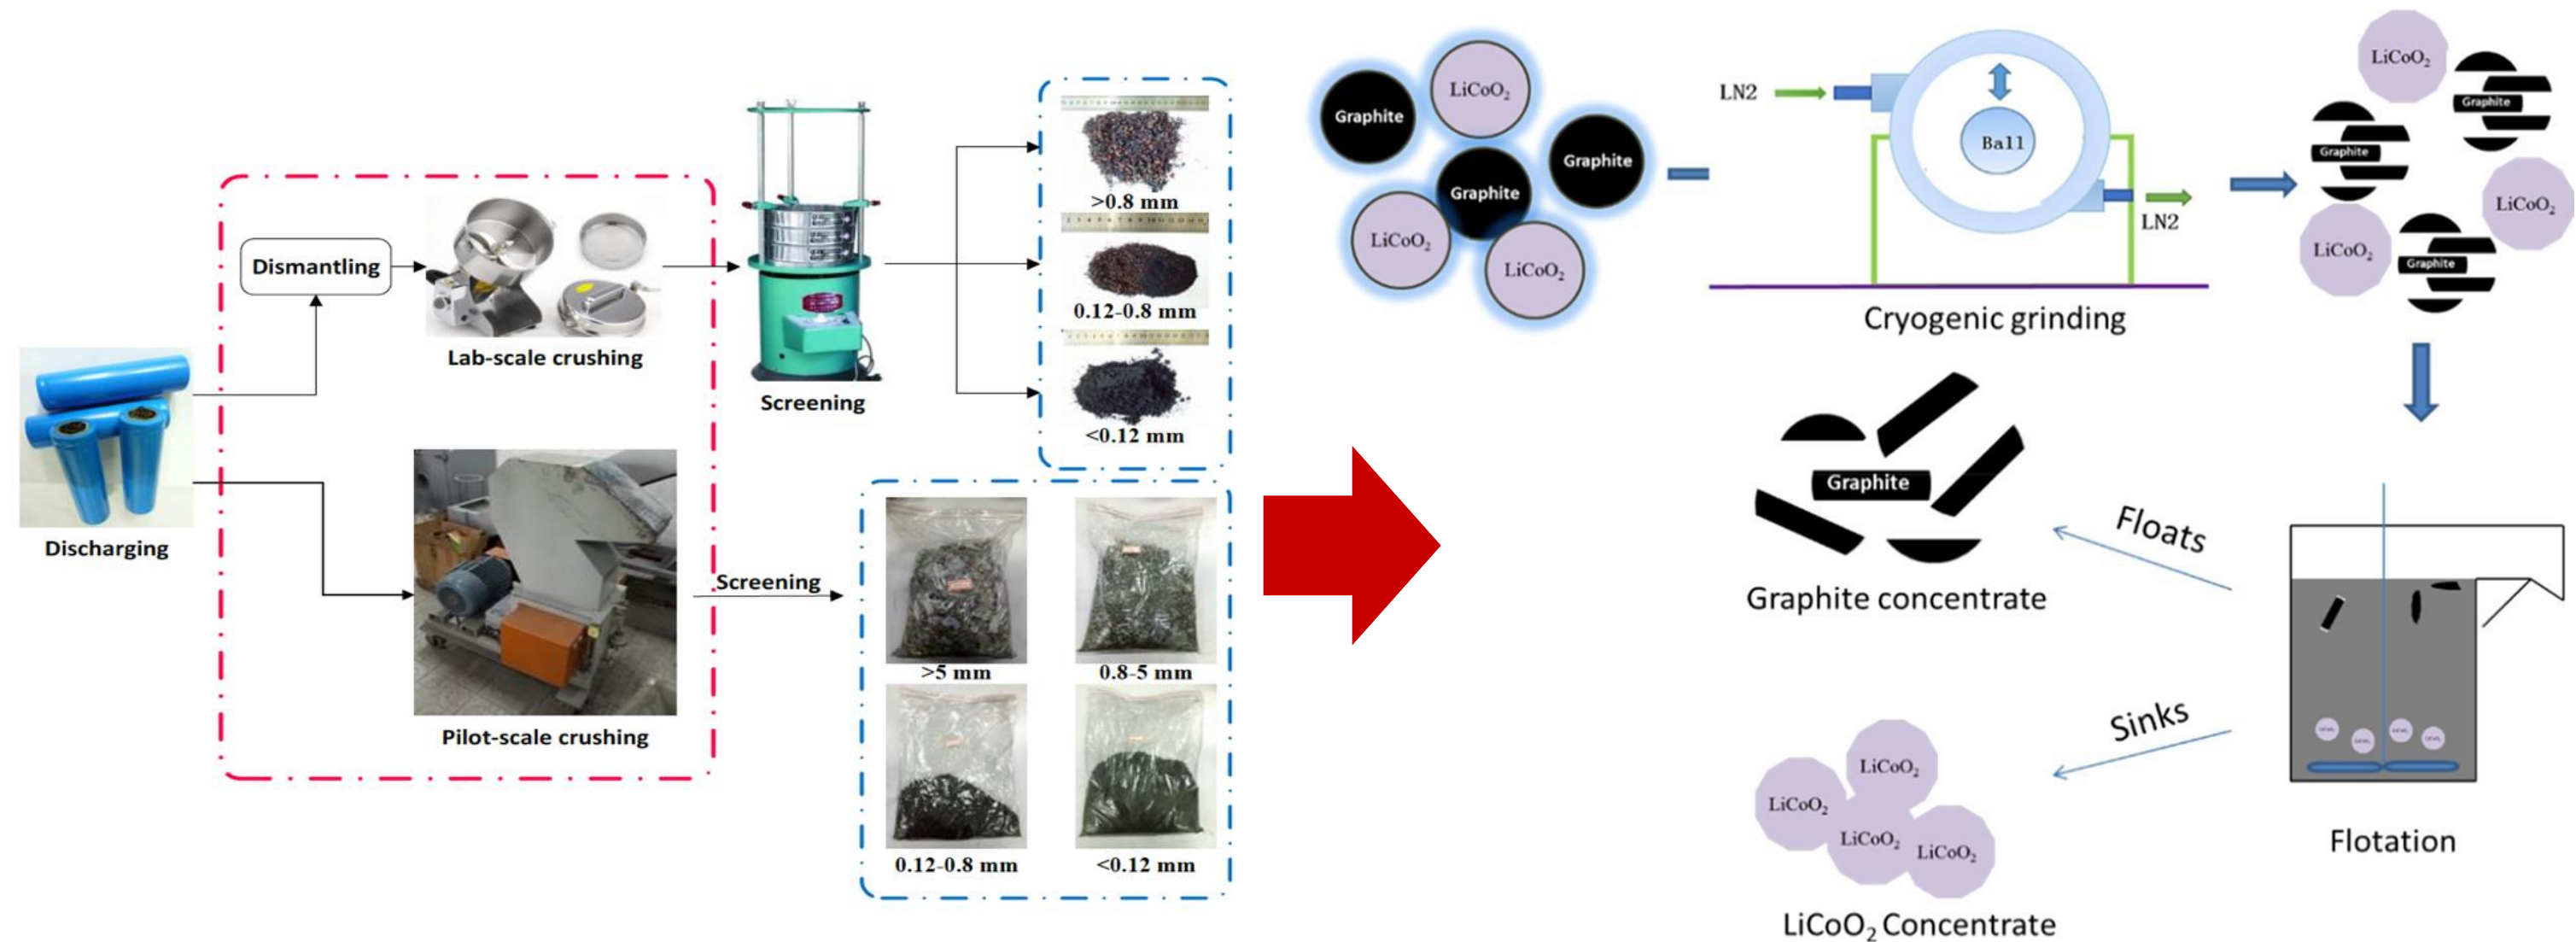 Discharging
Dismantling
Lab-scale crushing
Pilot-scale crushing
Screening
>0.8 mm
0.12-0.8 mm
<0.12 mm
Screening
>5 mm
0.8-5 mm
0.12-0.8 mm
<0.12 mm
Graphite
LiCoO₂
Graphite
Graphite
LiCoO₂
LiCoO₂
LN2
Ball
LN2
Cryogenic grinding
LiCoO₂
Graphite
Graphite
LiCoO₂
LiCoO₂
Graphite
Flotation
Floats
Graphite
Graphite concentrate
Sinks
LiCoO₂
LiCoO₂
LiCoO₂
LiCoO₂
LiCoO₂ Concentrate